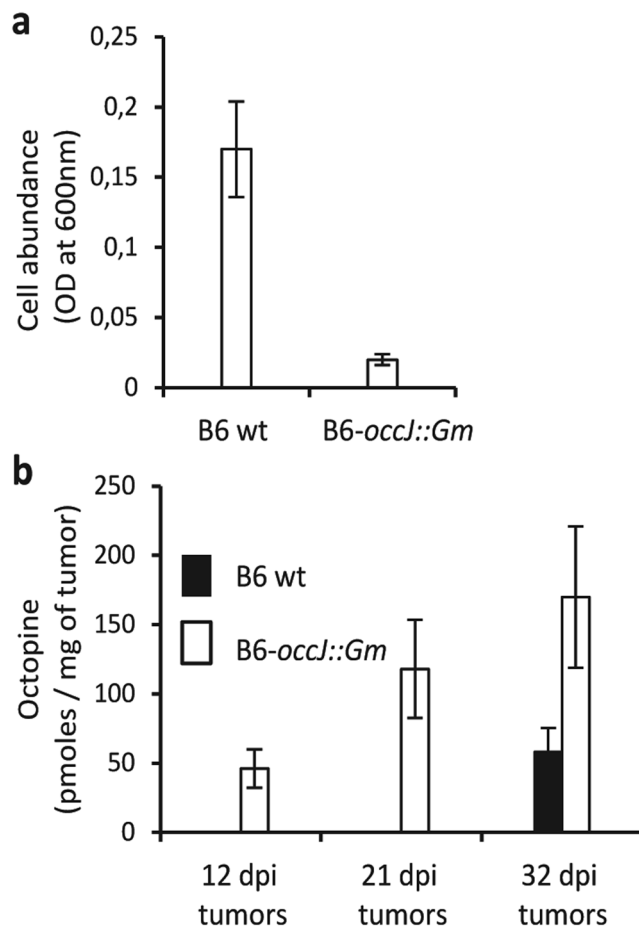 a
Cell abundance
(OD at 600nm)
0,25
0,2
0,15
0,1
0,05
0
B6 wt
B6-occJ::Gm
b
Octopine
(pmoles / mg of tumor)
250
200
150
100
50
0
B6 wt
B6-occJ::Gm
12 dpi
tumors
21 dpi
tumors
32 dpi
tumors